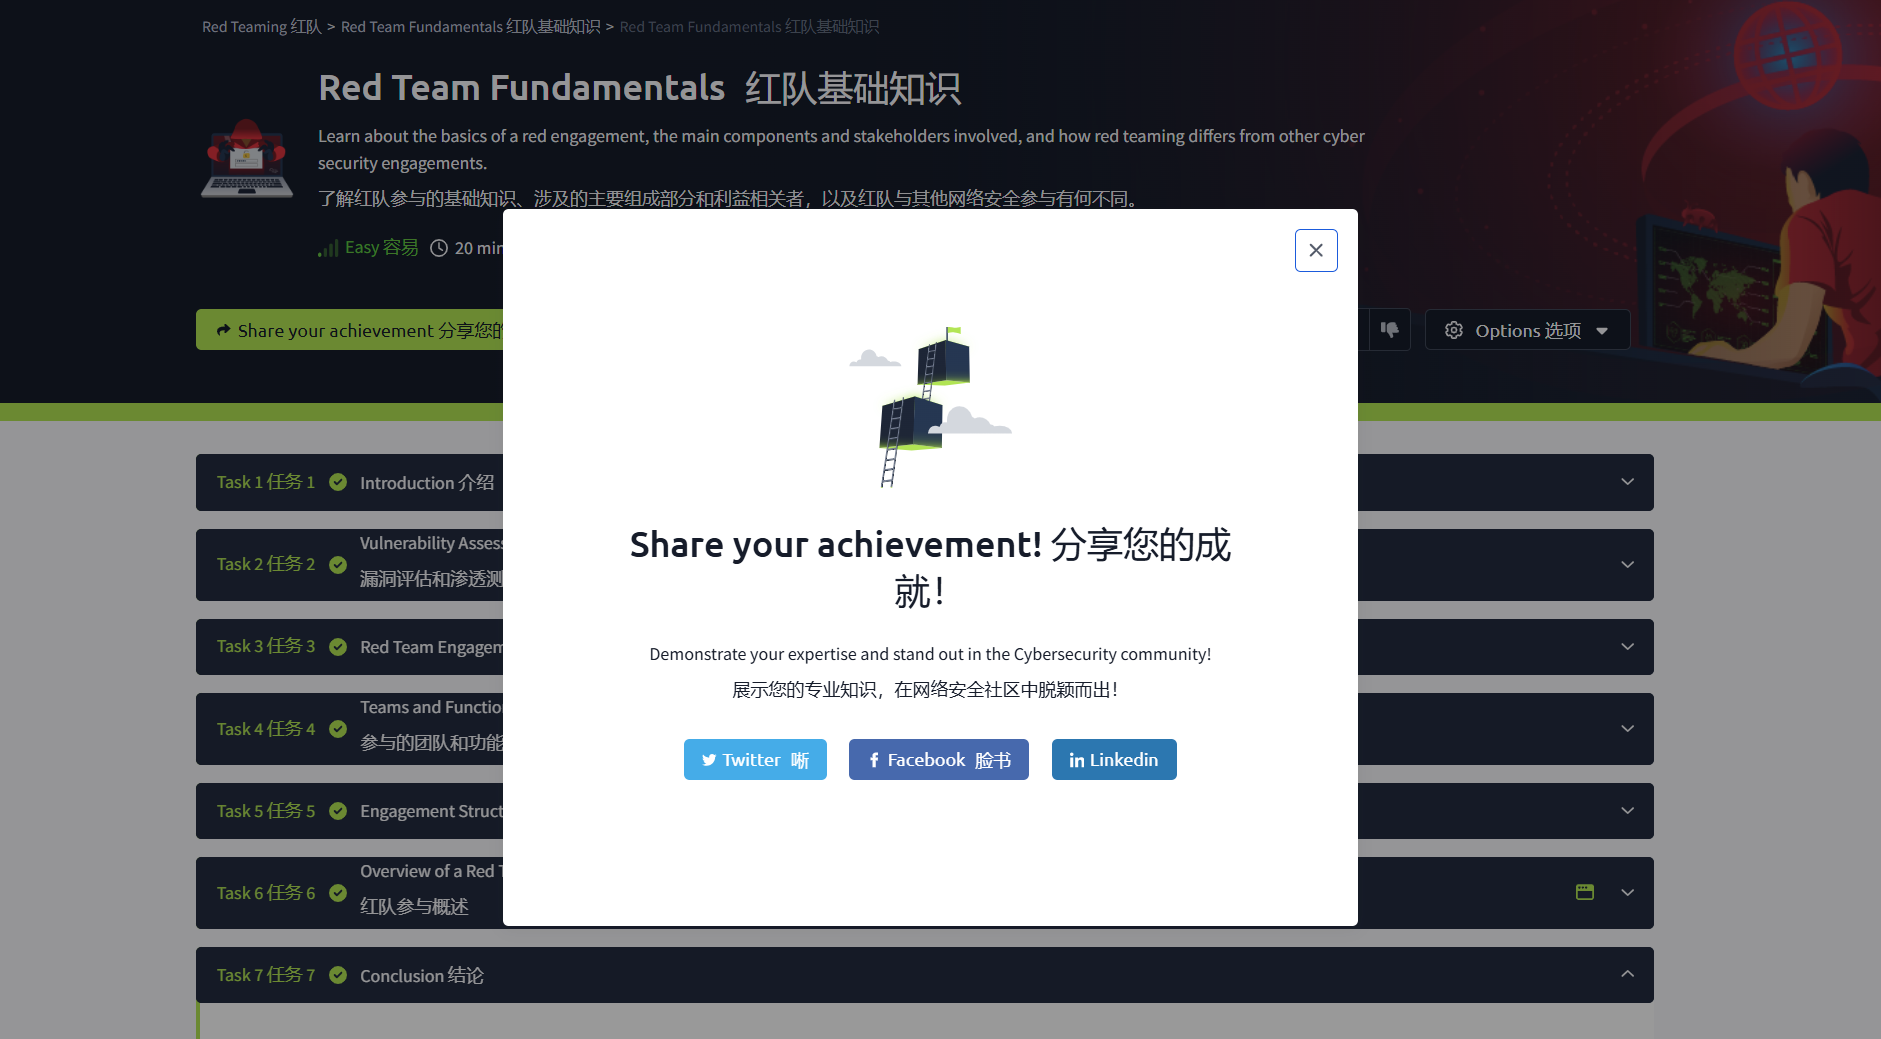 Red Teaming 红队 > Red Team Fundamentals 红队基础知识 > Red Team Fundamentals 红队基础知识
Red Team Fundamentals 红队基础知识
Learn about the basics of a red engagement, the main components and stakeholders involved, and how red teaming differs from other cyber
security engagements.
了解红队参与的基础知识、涉及的主要组成部分和利益相关者，以及红队与其他网络安全参与有何不同。
Easy 容易 20 min
Share your achievement 分享您的
Options 选项
Share your achievement! 分享您的成
就！
Demonstrate your expertise and stand out in the Cybersecurity community!
展示您的专业知识，在网络安全社区中脱颖而出！
Twitter 唽
Facebook 脸书
Linkedin
Task 1 任务 1 Introduction 介绍
Task 2 任务 2 Vulnerability Assess
漏洞评估和渗透测
Task 3 任务 3 Red Team Engagem
Task 4 任务 4 Teams and Functio
参与的团队和功能
Task 5 任务 5 Engagement Struct
Task 6 任务 6 Overview of a Red T
红队参与概述
Task 7 任务 7 Conclusion 结论